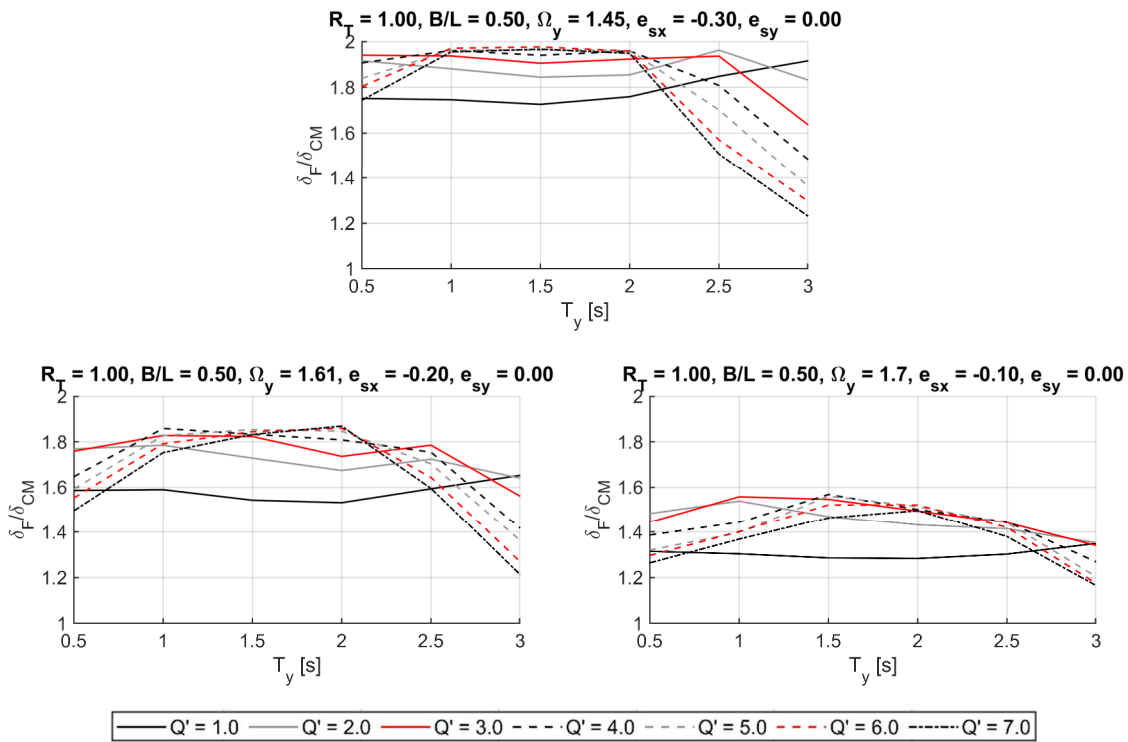 R_T = 1.00, B/L = 0.50, Ω_y = 1.45, e_sx = -0.30, e_sy = 0.00
2
1.8
1.6
1.4
1.2
1
δ_F/δ_CM
0.5 1 1.5 2 2.5 3
T_y [s]
R_T = 1.00, B/L = 0.50, Ω_y = 1.61, e_sx = -0.20, e_sy = 0.00
2
1.8
1.6
1.4
1.2
1
δ_F/δ_CM
0.5 1 1.5 2 2.5 3
T_y [s]
R_T = 1.00, B/L = 0.50, Ω_y = 1.7, e_sx = -0.10, e_sy = 0.00
2
1.8
1.6
1.4
1.2
1
δ_F/δ_CM
0.5 1 1.5 2 2.5 3
T_y [s]
Q' = 1.0 Q' = 2.0 Q' = 3.0 Q' = 4.0 Q' = 5.0 Q' = 6.0 Q' = 7.0